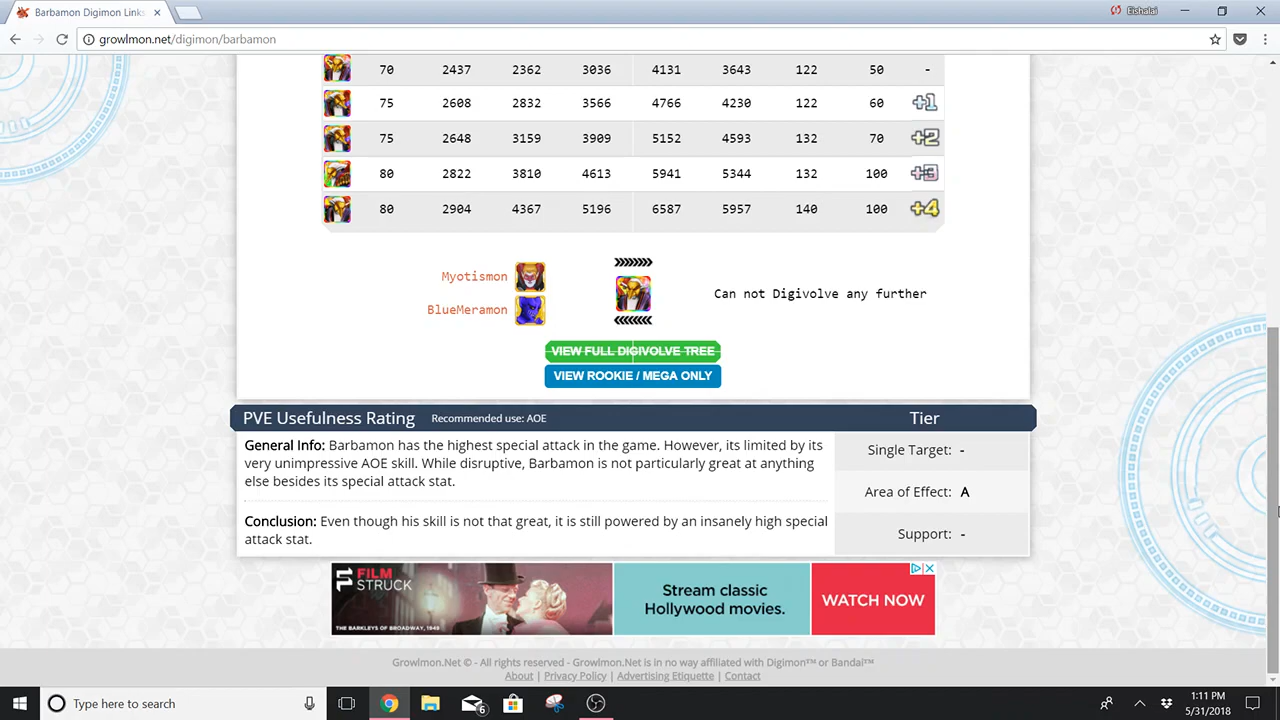 Barbamon Digimon Links
Eishalai
growlmon.net/digimon/barbamon
70 2437 2362 3036 4131 3643 122 50 -
75 2608 2832 3566 4766 4230 122 60 +1
75 2648 3159 3909 5152 4593 132 70 +2
80 2822 3810 4613 5941 5344 132 100 +3
80 2904 4367 5196 6587 5957 140 100 +4
Myotismon
BlueMeramon
Can not Digivolve any further
VIEW FULL DIGIVOLVE TREE
VIEW ROOKIE / MEGA ONLY
PVE Usefulness Rating Recommended use: AOE Tier
General Info: Barbamon has the highest special attack in the game. However, its limited by its
very unimpressive AOE skill. While disruptive, Barbamon is not particularly great at anything
else besides its special attack stat.
Conclusion: Even though his skill is not that great, it is still powered by an insanely high special
attack stat.
Single Target: -
Area of Effect: A
Support: -
FILM
STRUCK
THE BARKLEYS OF BROADWAY, 1949
Stream classic
Hollywood movies.
WATCH NOW
Growlmon.Net © - All rights reserved - Growlmon.Net is in no way affiliated with Digimon™ or Bandai™
About | Privacy Policy | Advertising Etiquette | Contact
Type here to search
6
1:11 PM
5/31/2018